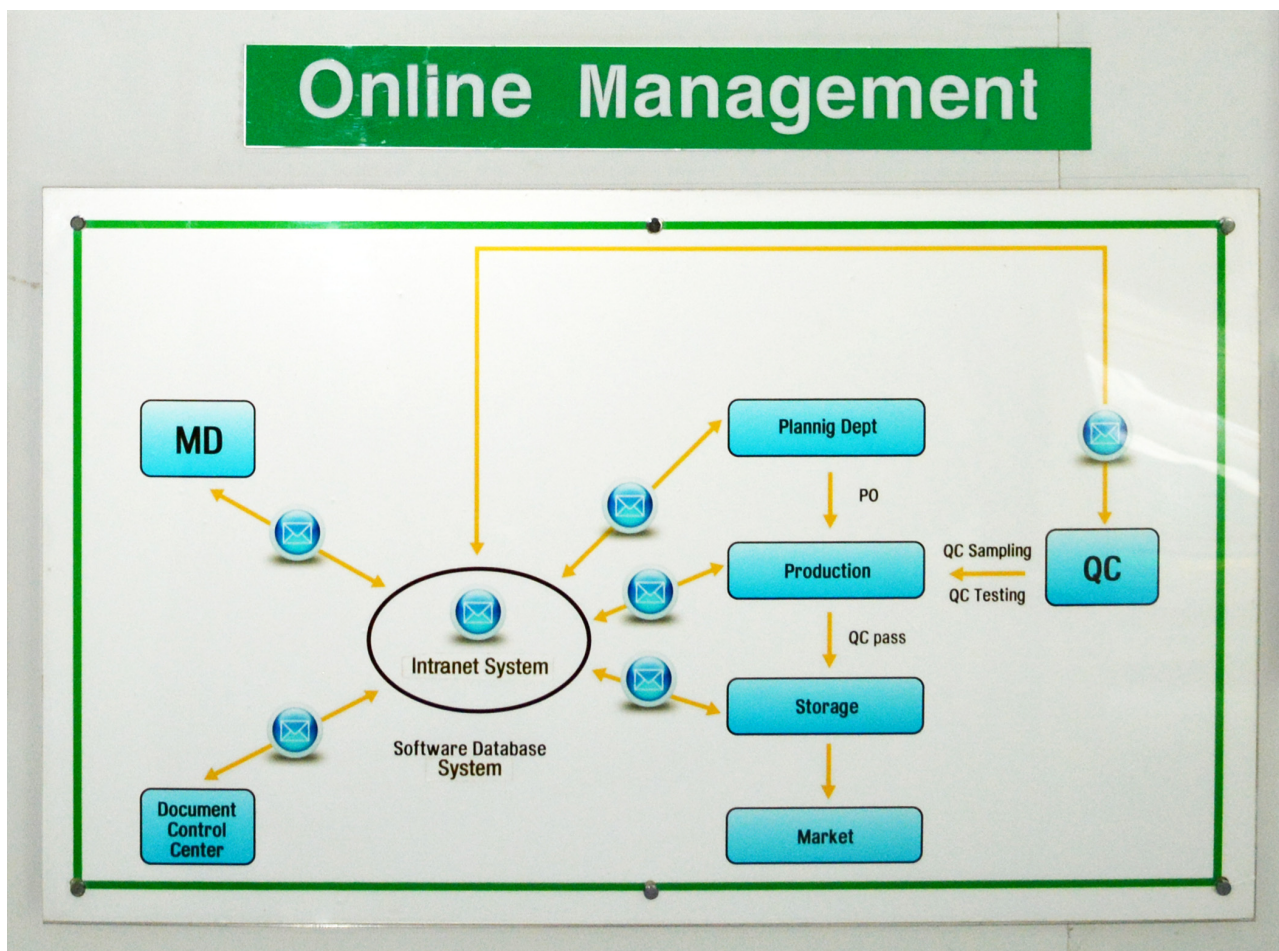 Online Management
MD
Plannig Dept
PO
Production
QC Sampling
QC Testing
QC
QC pass
Intranet System
Storage
Software Database
System
Document
Control
Center
Market